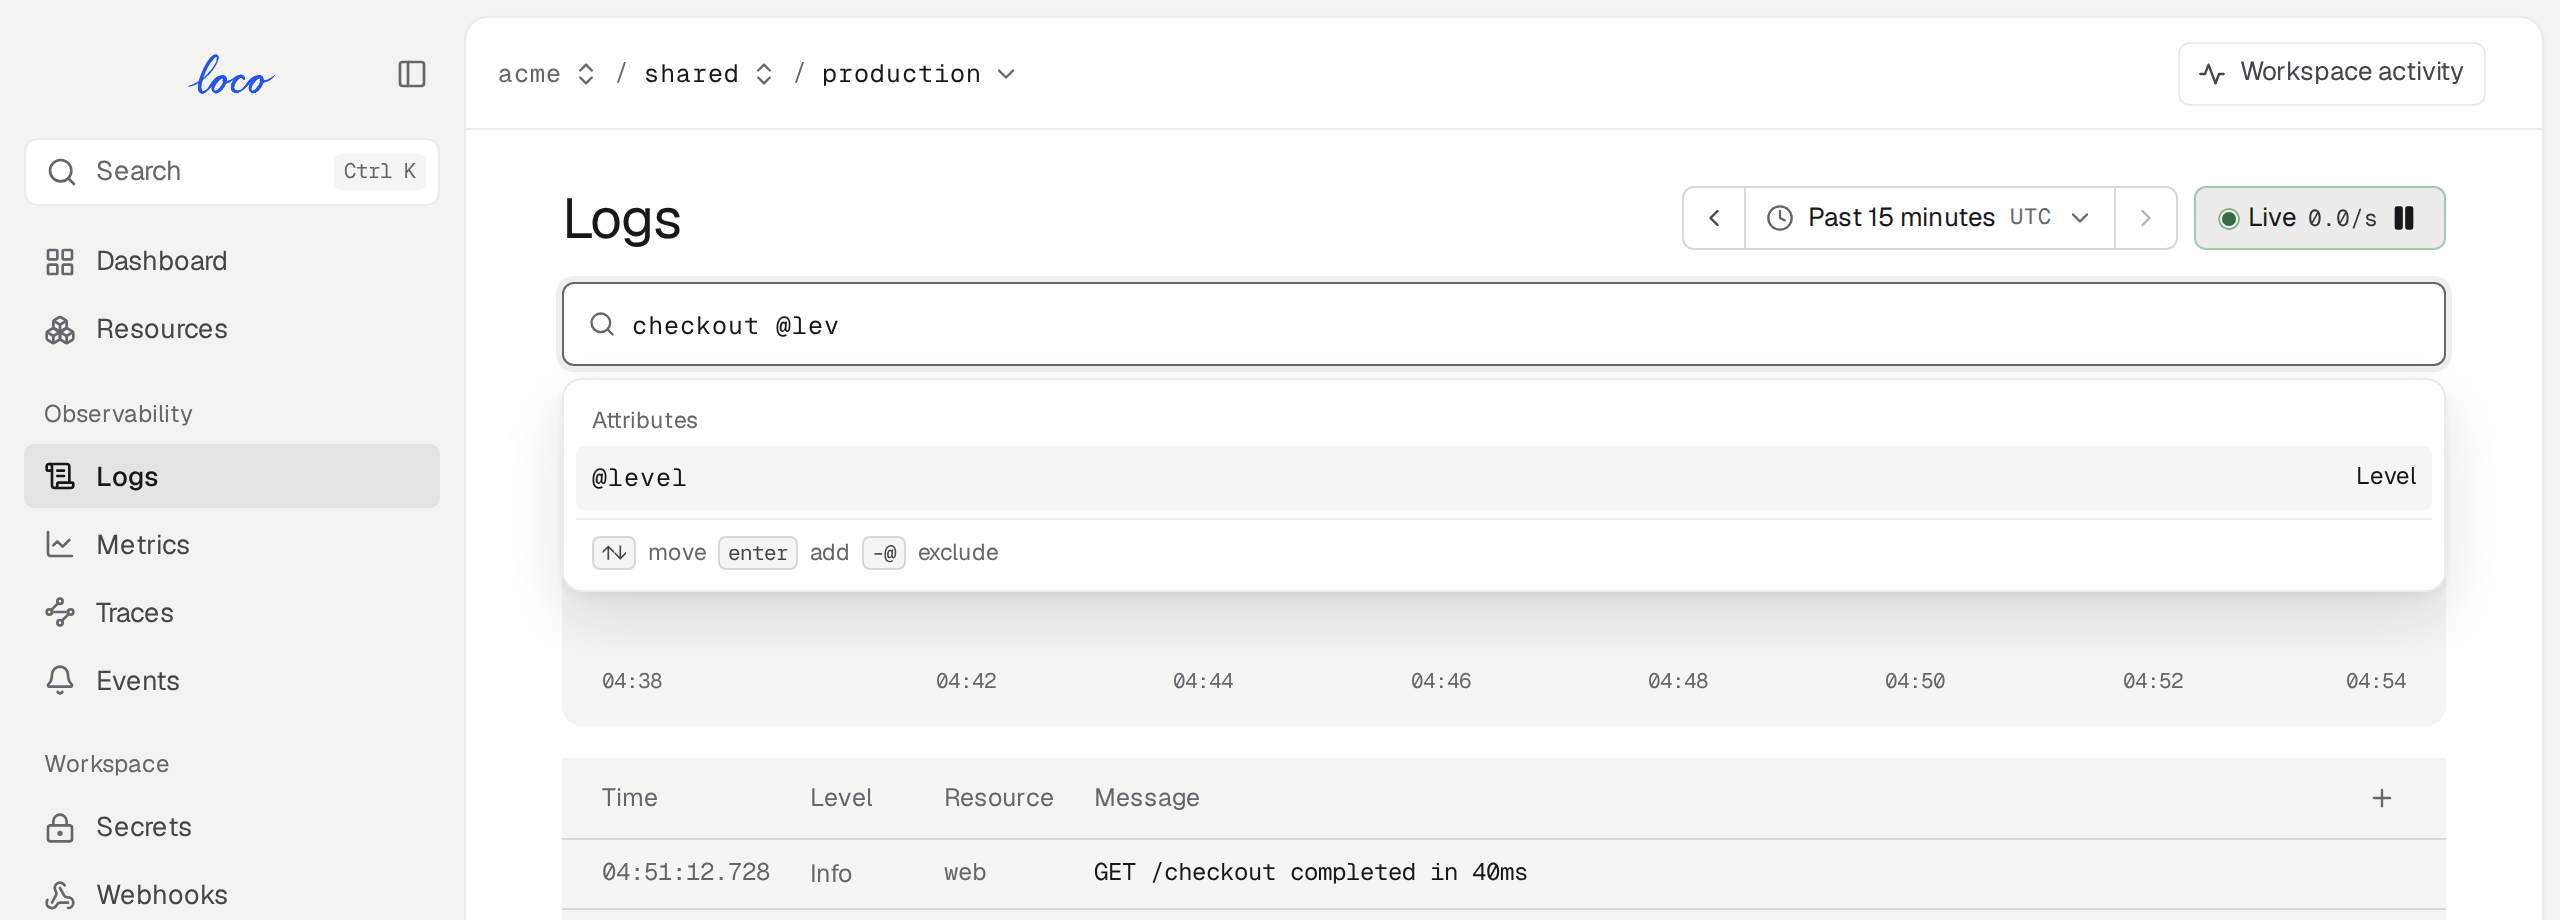 loco
acme / shared / production
Workspace activity
Search Ctrl K
Dashboard
Resources
Observability
Logs
Metrics
Traces
Events
Workspace
Secrets
Webhooks
Logs
Past 15 minutes UTC
Live 0.0/s
checkout @lev
Attributes
@level Level
↑↓ move enter add -@ exclude
04:38 04:42 04:44 04:46 04:48 04:50 04:52 04:54
Time Level Resource Message
04:51:12.728 Info web GET /checkout completed in 40ms